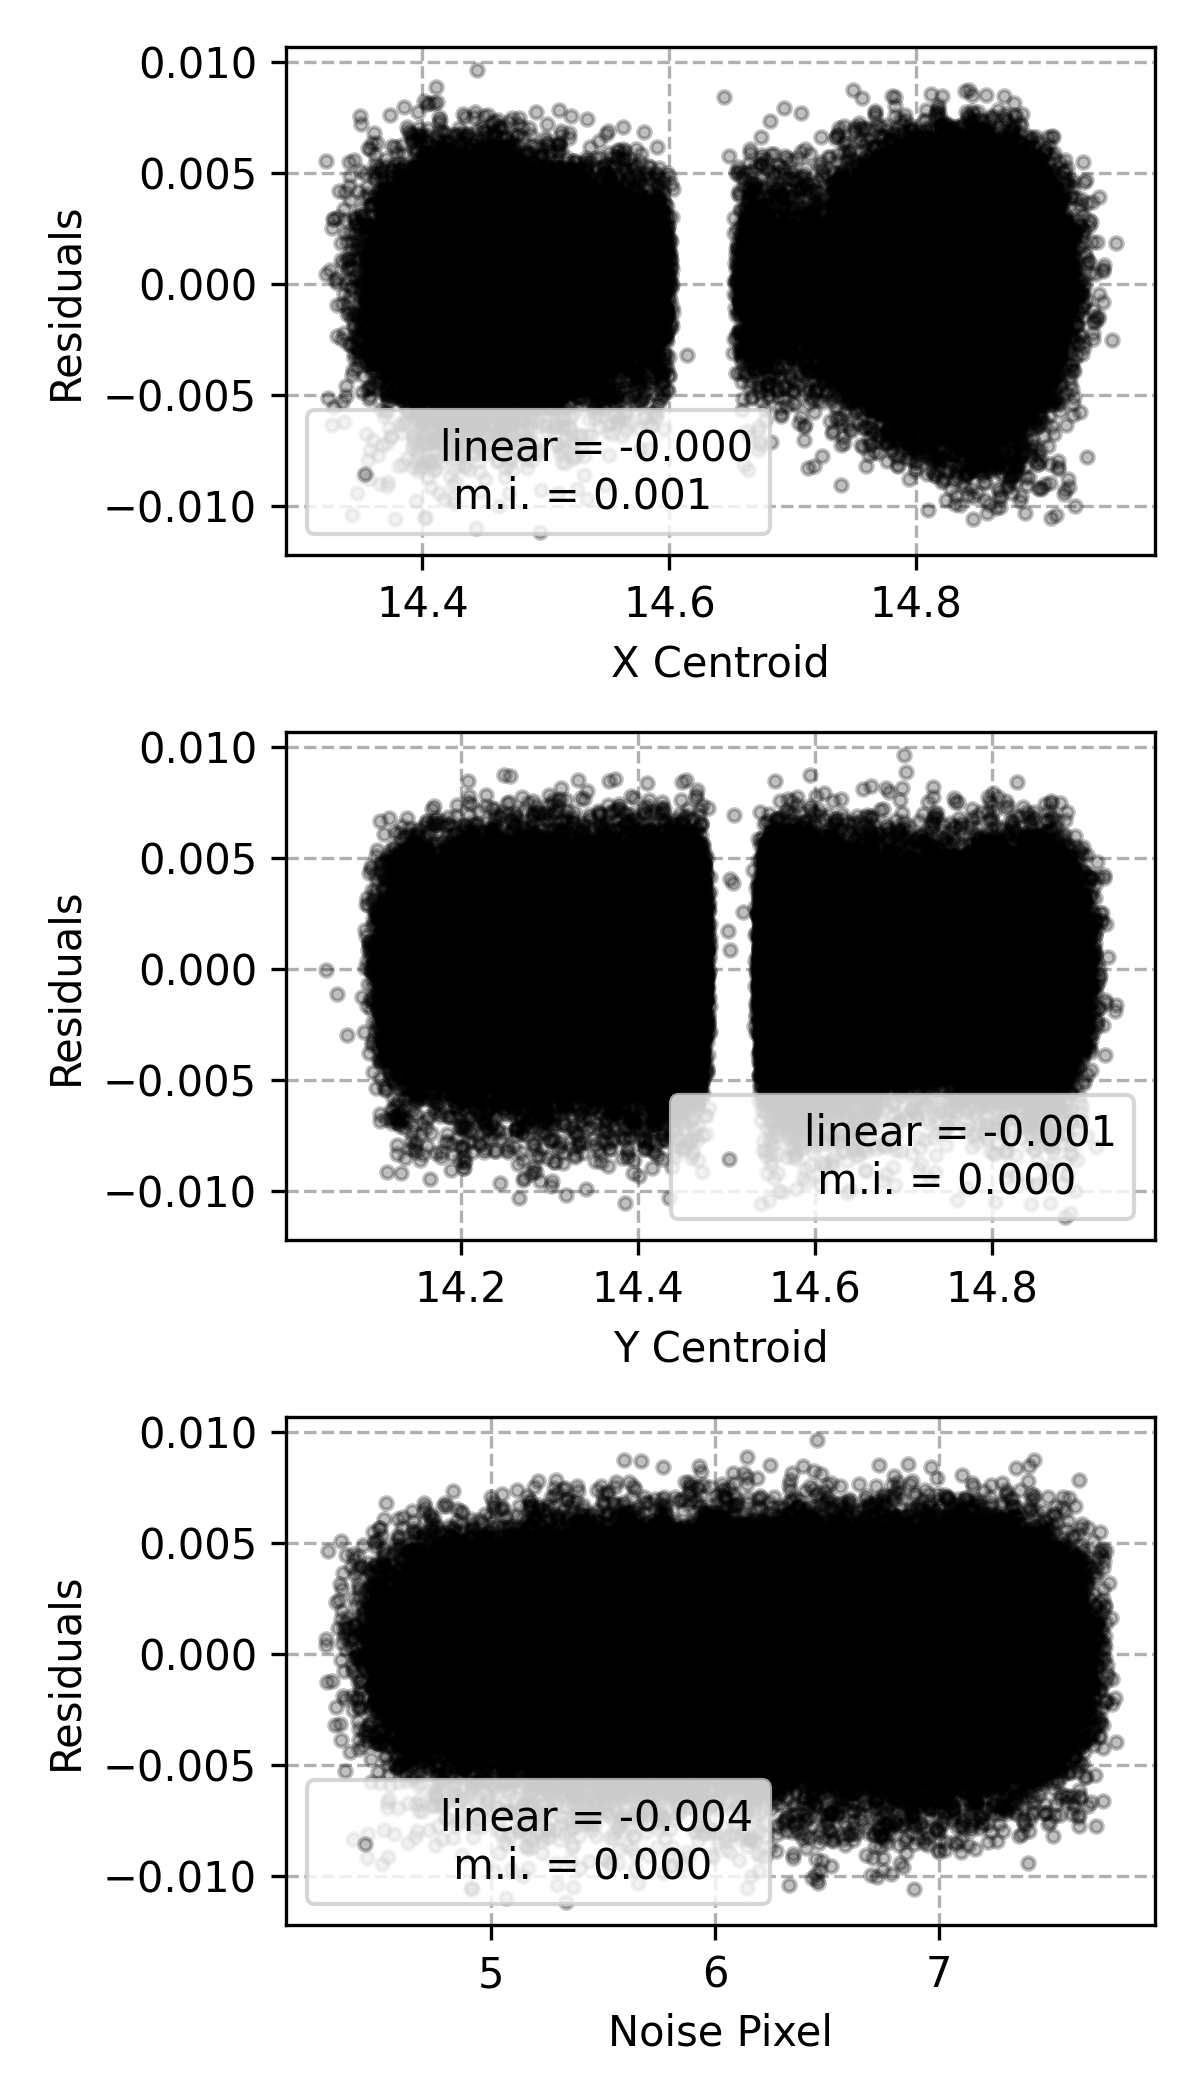 0.010
0.005
0.000
−0.005
−0.010
Residuals
linear = -0.000
m.i. = 0.001
14.4 14.6 14.8
X Centroid
0.010
0.005
0.000
−0.005
−0.010
Residuals
linear = -0.001
m.i. = 0.000
14.2 14.4 14.6 14.8
Y Centroid
0.010
0.005
0.000
−0.005
−0.010
Residuals
linear = -0.004
m.i. = 0.000
5 6 7
Noise Pixel